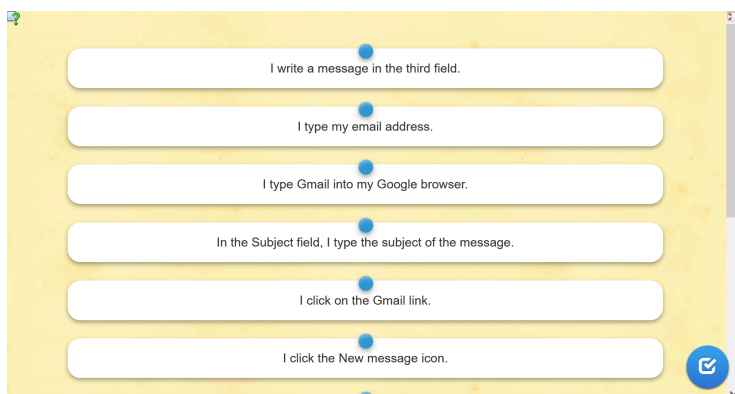 I write a message in the third field.
I type my email address.
I type Gmail into my Google browser.
In the Subject field, I type the subject of the message.
I click on the Gmail link.
I click the New message icon.